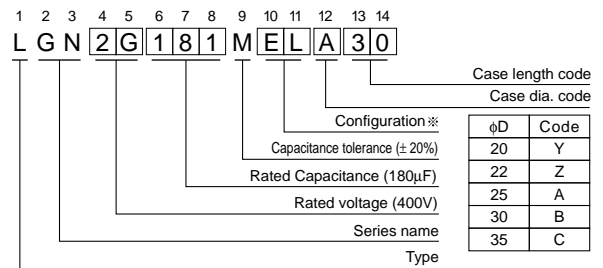 1 2 3 4 5 6 7 8 9 10 11 12 13 14
L G N 2 G 1 8 1 M E L A 3 0
Case length code
Case dia. code
Configuration※
Capacitance tolerance (± 20%)
Rated Capacitance (180µF)
Rated voltage (400V)
Series name
Type
ϕD Code
20 Y
22 Z
25 A
30 B
35 C